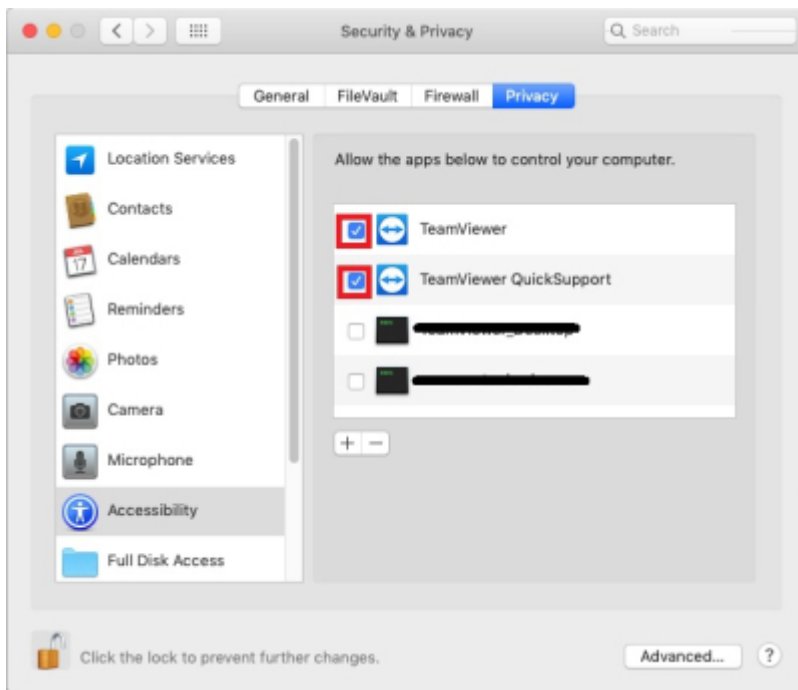 Security & Privacy
Search
General FileVault Firewall Privacy
Location Services
Contacts
JUL
17
Calendars
Reminders
Photos
Camera
Microphone
Accessibility
Full Disk Access
Allow the apps below to control your computer.
TeamViewer
TeamViewer QuickSupport
+ −
Click the lock to prevent further changes.
Advanced...
?